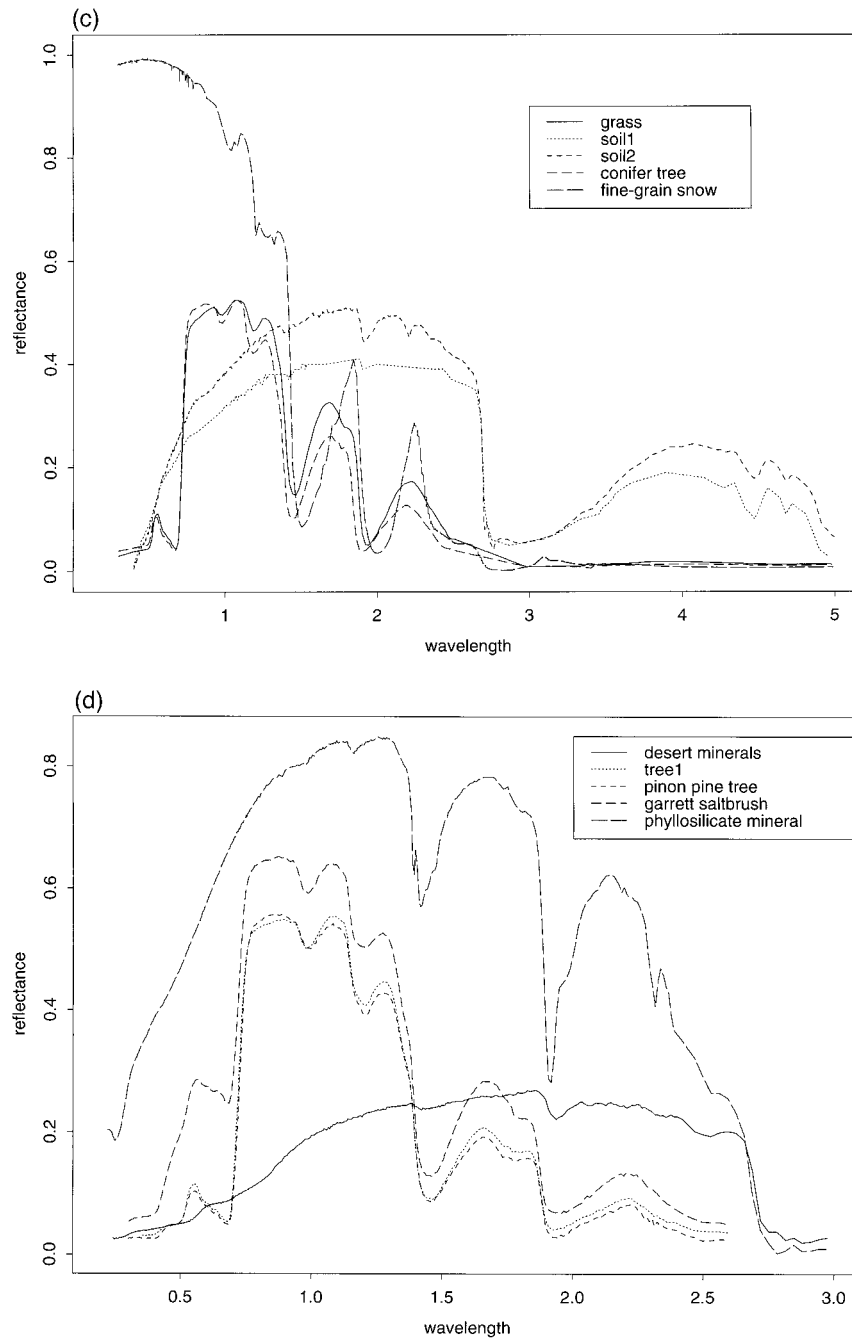 (c)
1.0
0.8
0.6
0.4
0.2
0.0
reflectance
grass
soil1
soil2
conifer tree
fine-grain snow
1
2
3
4
5
wavelength
(d)
0.8
0.6
0.4
0.2
0.0
reflectance
desert minerals
tree1
pinon pine tree
garrett saltbrush
phyllosilicate mineral
0.5
1.0
1.5
2.0
2.5
3.0
wavelength